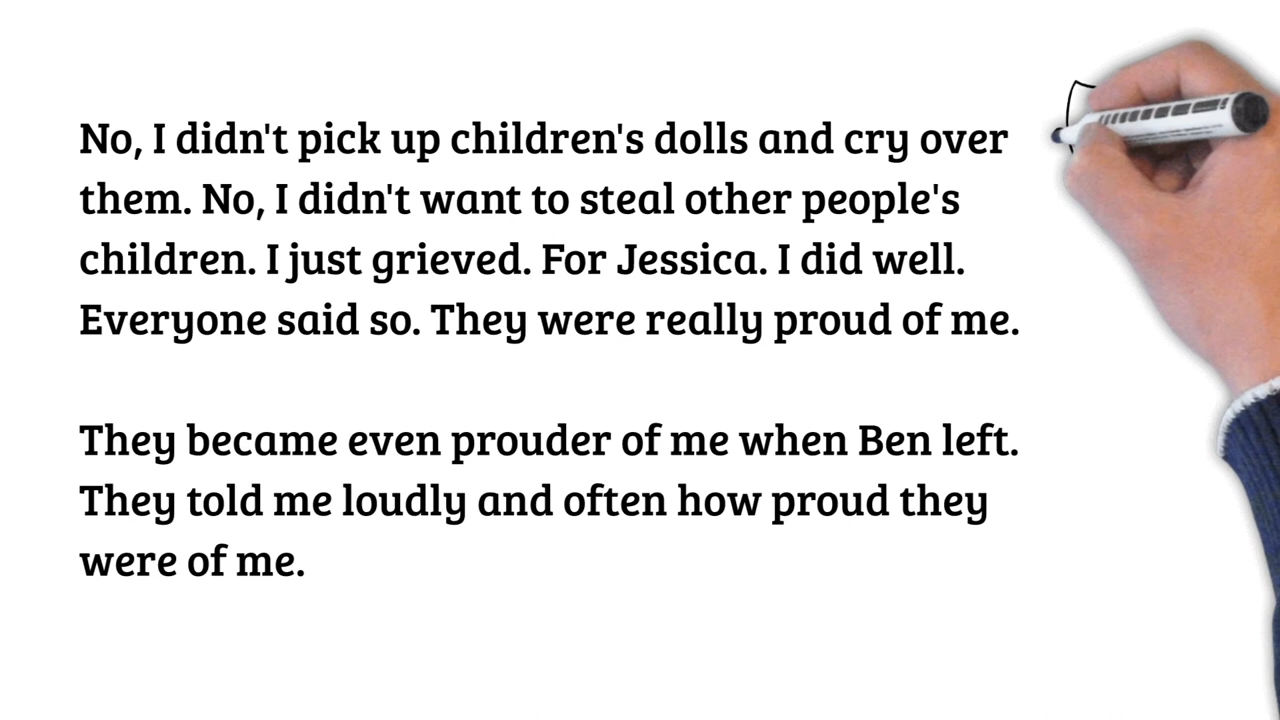 No, I didn't pick up children's dolls and cry over
them. No, I didn't want to steal other people's
children. I just grieved. For Jessica. I did well.
Everyone said so. They were really proud of me.
They became even prouder of me when Ben left.
They told me loudly and often how proud they
were of me.